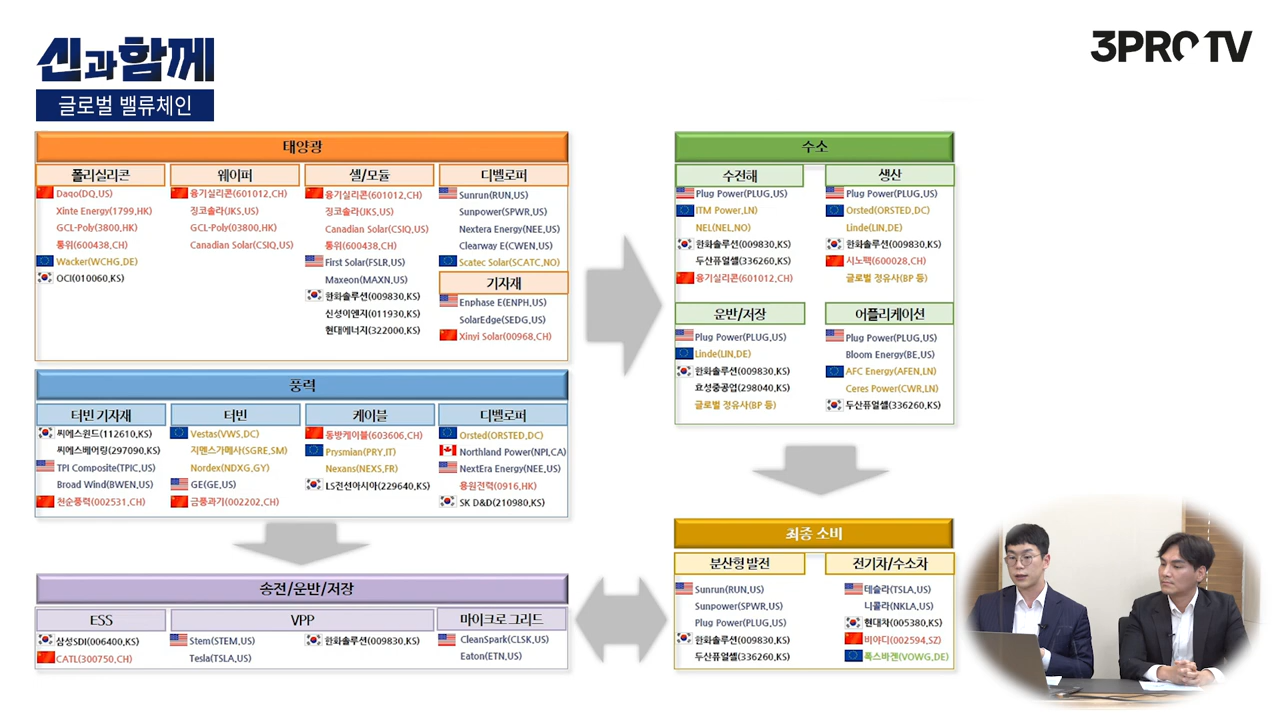 신과함께
글로벌 밸류체인
3PRO TV
태양광
폴리실리콘
Daqo(DQ,US)
Xinte Energy(1799,HK)
GCL-Poly(3800,HK)
통위(600438,CH)
Wacker(WCHG,DE)
OCI(010060,KS)
웨이퍼
융기실리콘(601012,CH)
징코솔라(JKS,US)
GCL-Poly(03800,HK)
Canadian Solar(CSIQ,US)
셀/모듈
융기실리콘(601012,CH)
징코솔라(JKS,US)
Canadian Solar(CSIQ,US)
통위(600438,CH)
First Solar(FSLR,US)
Maxeon(MAXN,US)
한화솔루션(009830,KS)
신성이엔지(011930,KS)
현대에너지(322000,KS)
디벨로퍼
Sunrun(RUN,US)
Sunpower(SPWR,US)
Nextera Energy(NEE,US)
Clearway E(CWEN,US)
Scatec Solar(SCATC,NO)
기자재
Enphase E(ENPH,US)
SolarEdge(SEDG,US)
Xinyi Solar(00968,CH)
풍력
터빈 기자재
씨에스윈드(112610,KS)
씨에스베어링(297090,KS)
TPI Composite(TPIC,US)
Broad Wind(BWEN,US)
천순풍력(002531,CH)
터빈
Vestas(VWS,DC)
지멘스가메사(SGRE,SM)
Nordex(NDXG,GY)
GE(GE,US)
금풍과기(002202,CH)
케이블
동방케이블(603606,CH)
Prysmian(PRY,IT)
Nexans(NEXS,FR)
LS전선아시아(229640,KS)
디벨로퍼
Orsted(ORSTED,DC)
Northland Power(NPI,CA)
NextEra Energy(NEE,US)
용원전력(0916,HK)
SK D&D(210980,KS)
송전/운반/저장
ESS
삼성SDI(006400,KS)
CATL(300750,CH)
VPP
Stem(STEM,US)
Tesla(TSLA,US)
한화솔루션(009830,KS)
마이크로 그리드
CleanSpark(CLSK,US)
Eaton(ETN,US)
수소
수전해
Plug Power(PLUG,US)
ITM Power,LN)
NEL(NEL,NO)
한화솔루션(009830,KS)
두산퓨얼셀(336260,KS)
융기실리콘(601012,CH)
생산
Plug Power(PLUG,US)
Orsted(ORSTED,DC)
Linde(LIN,DE)
한화솔루션(009830,KS)
시노펙(600028,CH)
글로벌 정유사(BP 등)
운반/저장
Plug Power(PLUG,US)
Linde(LIN,DE)
한화솔루션(009830,KS)
효성중공업(298040,KS)
글로벌 정유사(BP 등)
어플리케이션
Plug Power(PLUG,US)
Bloom Energy(BE,US)
AFC Energy(AFEN,LN)
Ceres Power(CWR,LN)
두산퓨얼셀(336260,KS)
최종 소비
분산형 발전
Sunrun(RUN,US)
Sunpower(SPWR,US)
Plug Power(PLUG,US)
한화솔루션(009830,KS)
두산퓨얼셀(336260,KS)
전기차/수소차
테슬라(TSLA,US)
니콜라(NKLA,US)
현대차(005380,KS)
비야디(002594,SZ)
폭스바겐(VOWG,DE)